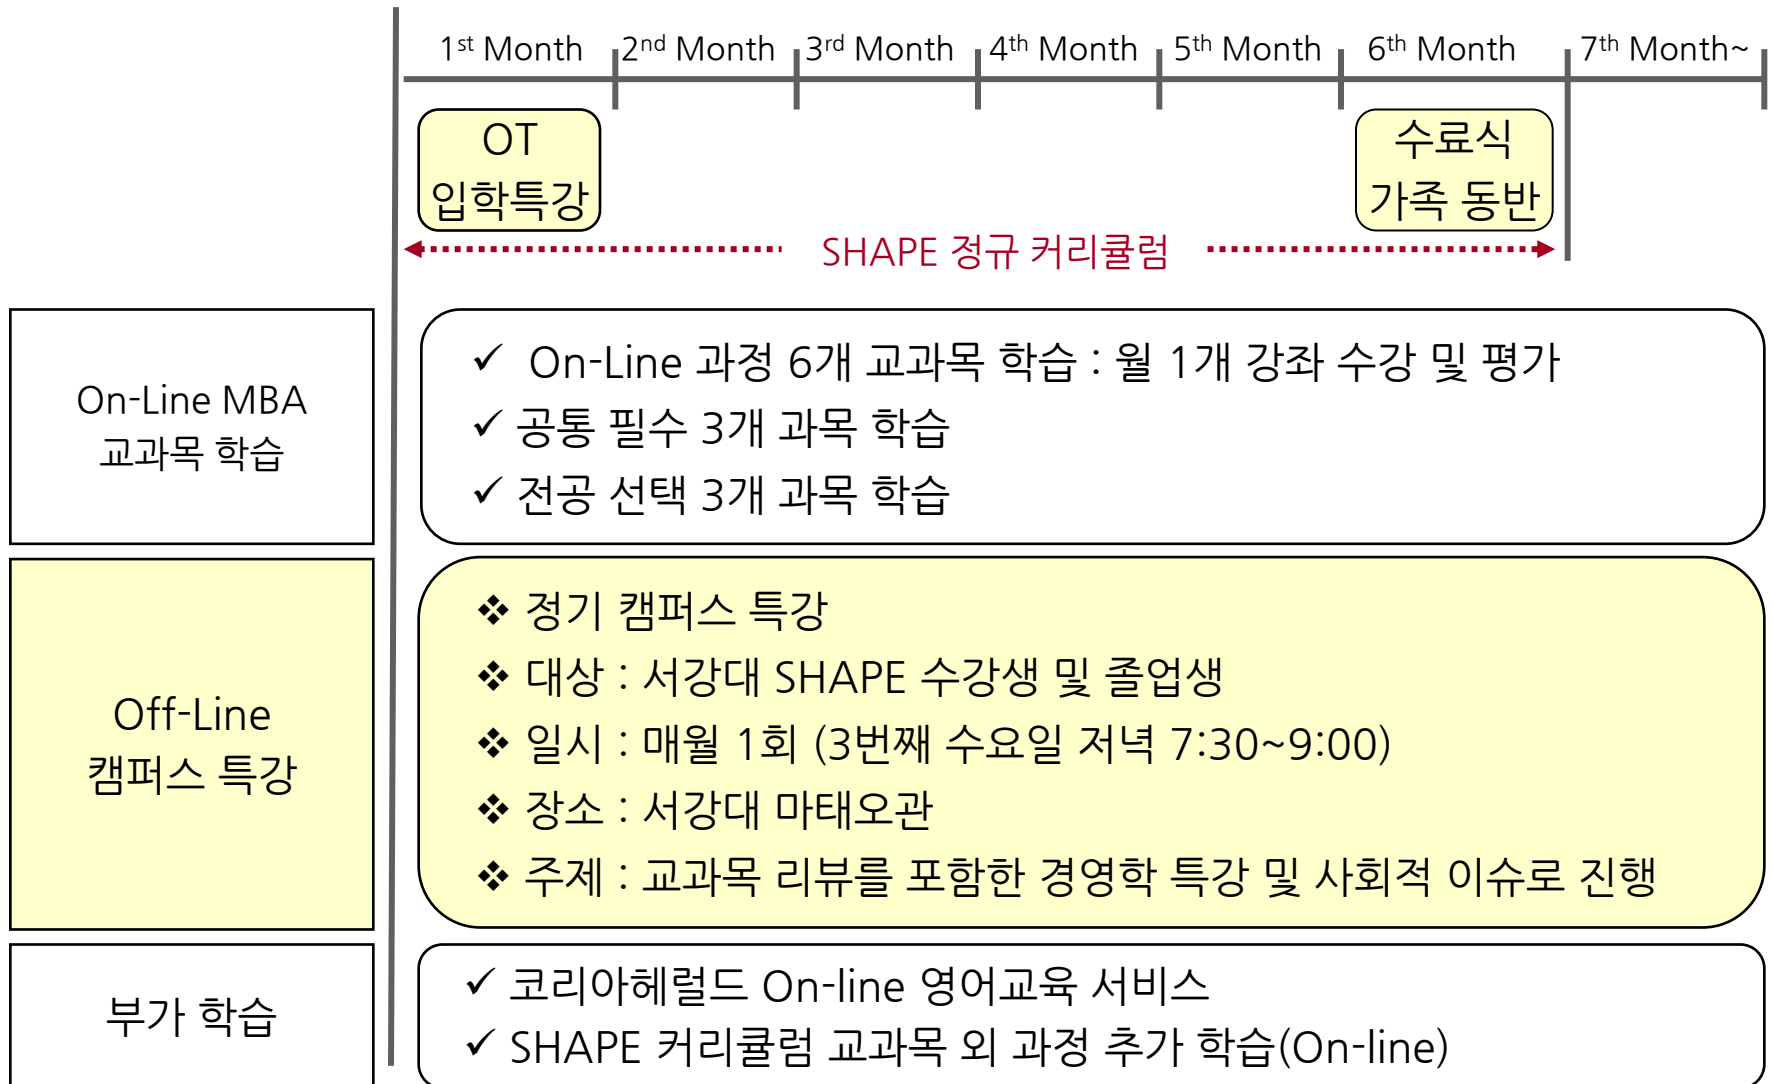 1st Month 2nd Month 3rd Month 4th Month 5th Month 6th Month 7th Month~
OT
입학특강
수료식
가족 동반
SHAPE 정규 커리큘럼
On-Line MBA
교과목 학습
✓ On-Line 과정 6개 교과목 학습 : 월 1개 강좌 수강 및 평가
✓ 공통 필수 3개 과목 학습
✓ 전공 선택 3개 과목 학습
Off-Line
캠퍼스 특강
❖ 정기 캠퍼스 특강
❖ 대상 : 서강대 SHAPE 수강생 및 졸업생
❖ 일시 : 매월 1회 (3번째 수요일 저녁 7:30~9:00)
❖ 장소 : 서강대 마태오관
❖ 주제 : 교과목 리뷰를 포함한 경영학 특강 및 사회적 이슈로 진행
부가 학습
✓ 코리아헤럴드 On-line 영어교육 서비스
✓ SHAPE 커리큘럼 교과목 외 과정 추가 학습(On-line)